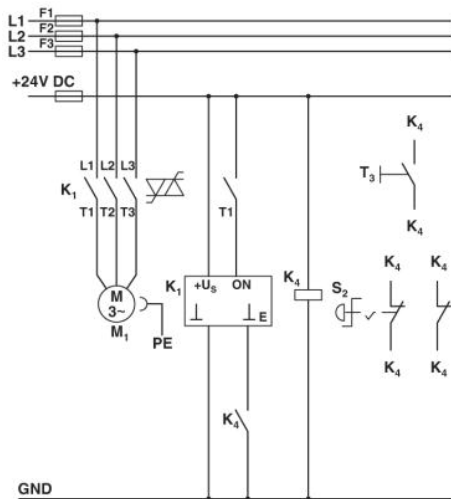 L1 F1
L2 F2
L3 F3
+24V DC
L1 L2 L3
K₁
T1 T2 T3
T1
K₄
T₃
K₄
K₁ +Uₛ ON
⊥ ⊥ E
K₄
S₂
K₄ K₄
K₄ K₄
M
3~
M₁
PE
K₄
GND